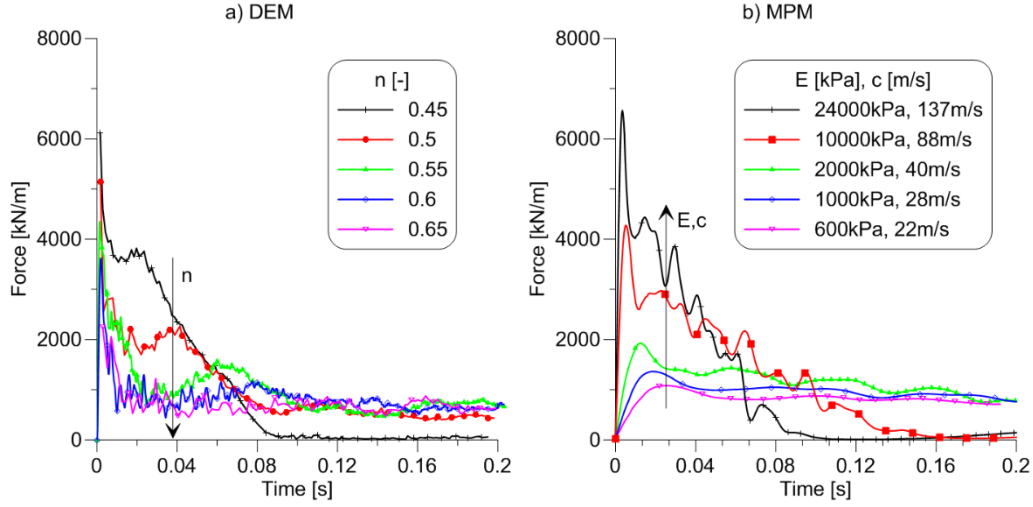 a) DEM
8000
6000
4000
2000
0
Force [kN/m]
0
0.04
0.08
0.12
0.16
0.2
Time [s]
n [-]
0.45
0.5
0.55
0.6
0.65
n
b) MPM
8000
6000
4000
2000
0
Force [kN/m]
0
0.04
0.08
0.12
0.16
0.2
Time [s]
E [kPa], c [m/s]
24000kPa, 137m/s
10000kPa, 88m/s
2000kPa, 40m/s
1000kPa, 28m/s
600kPa, 22m/s
E,c